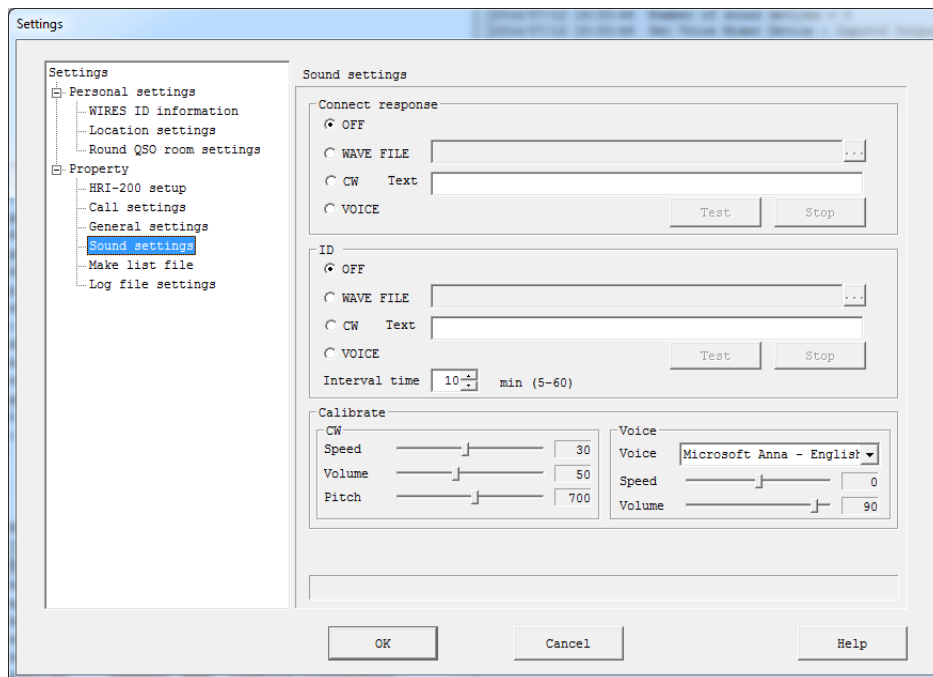 Settings
Settings
Personal settings
WIRES ID information
Location settings
Round QSO room settings
Property
HRI-200 setup
Call settings
General settings
Sound settings
Make list file
Log file settings
Sound settings
Connect response
OFF
WAVE FILE ...
CW Text
VOICE Test Stop
ID
OFF
WAVE FILE ...
CW Text
VOICE Test Stop
Interval time 10 min (5-60)
Calibrate
CW
Speed 30
Volume 50
Pitch 700
Voice
Voice Microsoft Anna - English
Speed 0
Volume 90
OK Cancel Help